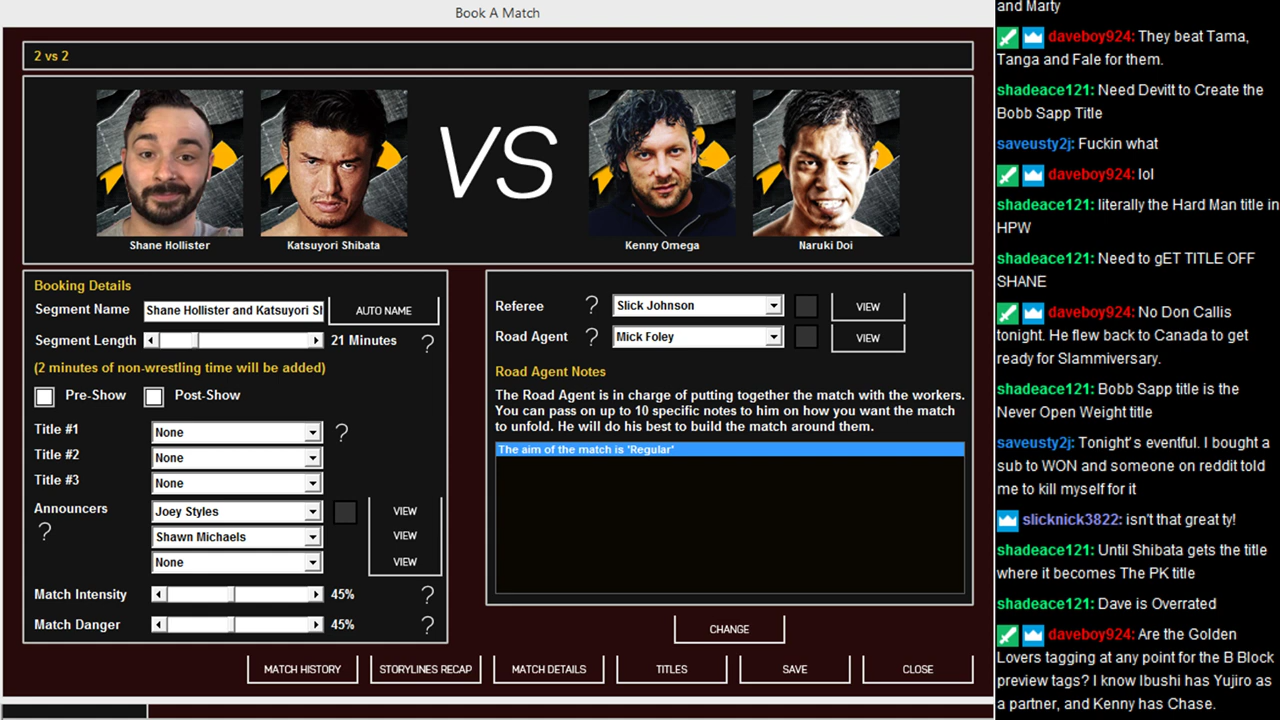 Book A Match
2 vs 2
VS
Shane Hollister
Katsuyori Shibata
Kenny Omega
Naruki Doi
Booking Details
Segment Name
Shane Hollister and Katsuyori SI
AUTO NAME
Segment Length
21 Minutes
?
(2 minutes of non-wrestling time will be added)
Pre-Show
Post-Show
Title #1
None
?
Title #2
None
Title #3
None
Announcers
?
Joey Styles
VIEW
Shawn Michaels
VIEW
None
VIEW
Match Intensity
45%
?
Match Danger
45%
?
Referee
?
Slick Johnson
VIEW
Road Agent
?
Mick Foley
VIEW
Road Agent Notes
The Road Agent is in charge of putting together the match with the workers.
You can pass on up to 10 specific notes to him on how you want the match
to unfold. He will do his best to build the match around them.
The aim of the match is 'Regular'
CHANGE
MATCH HISTORY
STORYLINES RECAP
MATCH DETAILS
TITLES
SAVE
CLOSE
and Marty
daveboy924: They beat Tama,
Tanga and Fale for them.
shadeace121: Need Devitt to Create the
Bobb Sapp Title
saveusty2j: Fuckin what
daveboy924: lol
shadeace121: literally the Hard Man title in
HPW
shadeace121: Need to gET TITLE OFF
SHANE
daveboy924: No Don Callis
tonight. He flew back to Canada to get
ready for Slammiversary.
shadeace121: Bobb Sapp title is the
Never Open Weight title
saveusty2j: Tonight's eventful. I bought a
sub to WON and someone on reddit told
me to kill myself for it
slicknick3822: isn't that great ty!
shadeace121: Until Shibata gets the title
where it becomes The PK title
shadeace121: Dave is Overrated
daveboy924: Are the Golden
Lovers tagging at any point for the B Block
preview tags? I know Ibushi has Yujiro as
a partner, and Kenny has Chase.